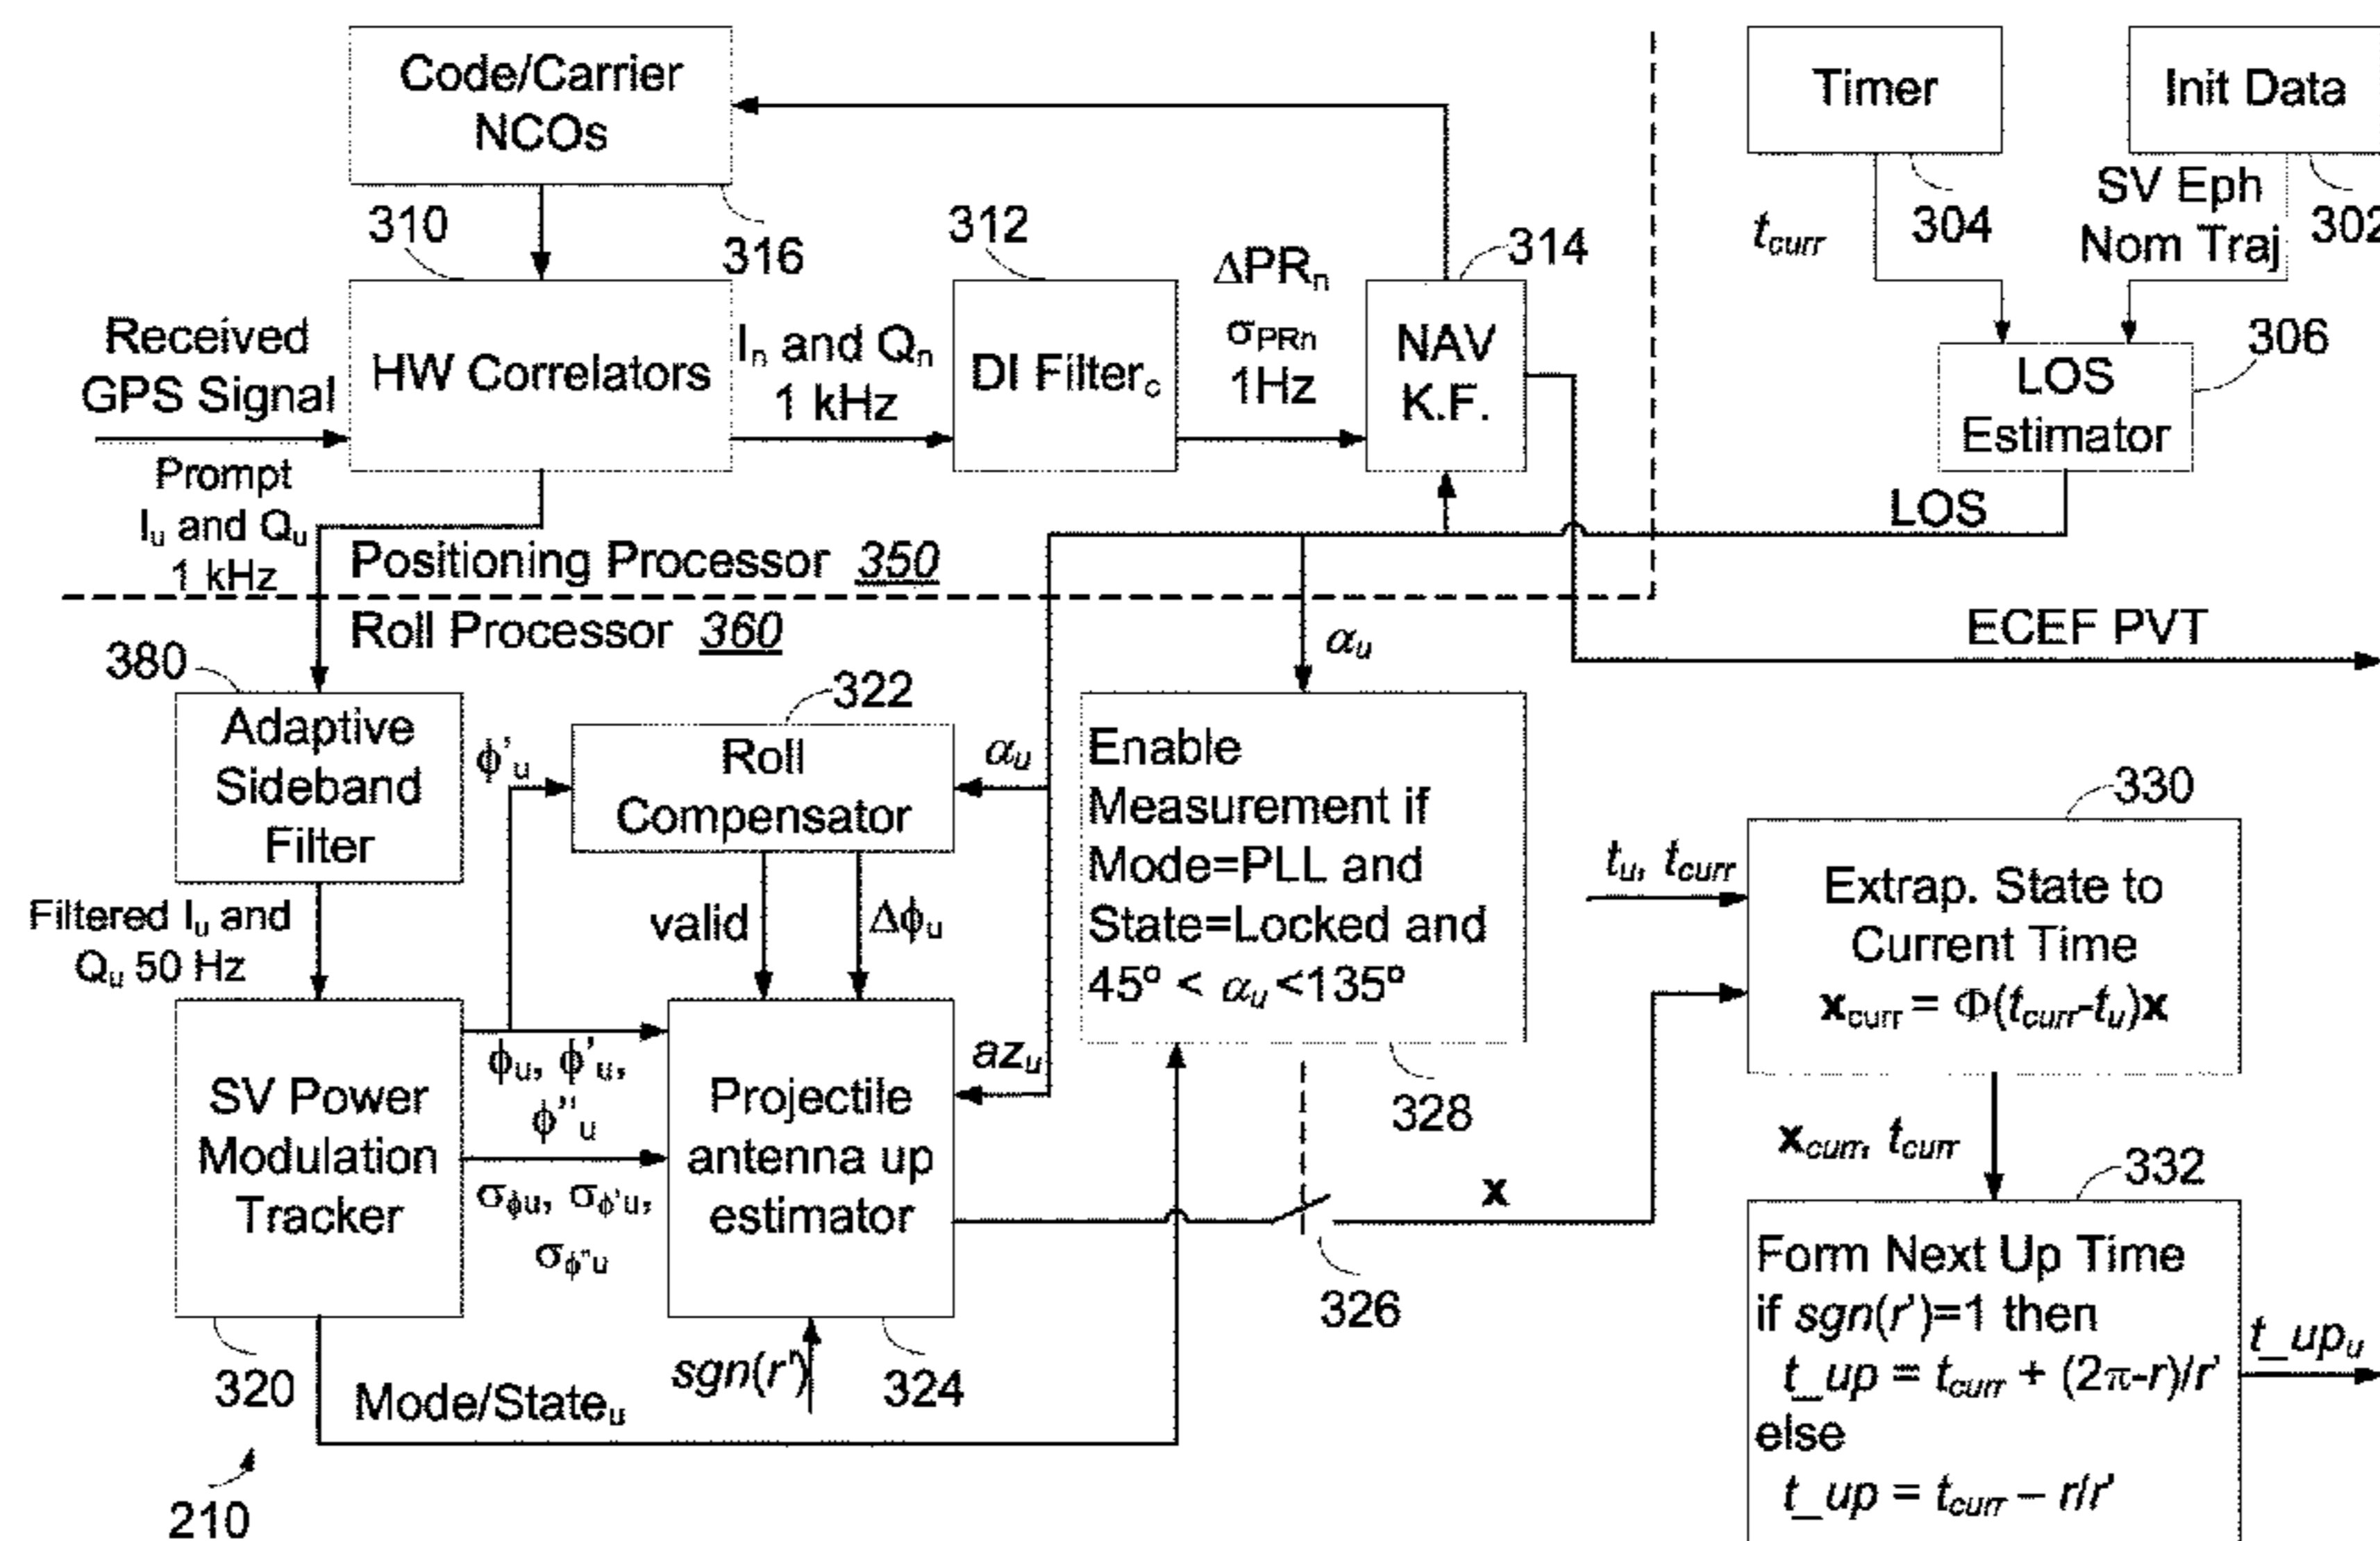 Code/Carrier
NCOs
316
Timer
304
t_curr
Init Data
SV Eph
Nom Traj
302
310
HW Correlators
Received
GPS Signal
Prompt
I_u and Q_u
1 kHz
I_n and Q_n
1 kHz
312
DI Filter_c
ΔPR_n
σ_PRn
1Hz
314
NAV
K.F.
306
LOS
Estimator
LOS
Positioning Processor 350
Roll Processor 360
ECEF PVT
380
Adaptive
Sideband
Filter
Filtered I_u and
Q_u 50 Hz
ϕ'_u
322
Roll
Compensator
α_u
valid
Δϕ_u
α_u
Enable
Measurement if
Mode=PLL and
State=Locked and
45º < α_u <135º
328
330
t_u, t_curr
Extrap. State to
Current Time
x_curr = Φ(t_curr-t_u)x
SV Power
Modulation
Tracker
320
ϕ_u, ϕ'_u,
ϕ''_u
σ_ϕu, σ_ϕ'u,
σ_ϕ''u
Projectile
antenna up
estimator
az_u
324
sgn(r')
Mode/State_u
326
x
x_curr, t_curr
332
Form Next Up Time
if sgn(r')=1 then
t_up = t_curr + (2π-r)/r'
else
t_up = t_curr – r/r'
t_up_u
210